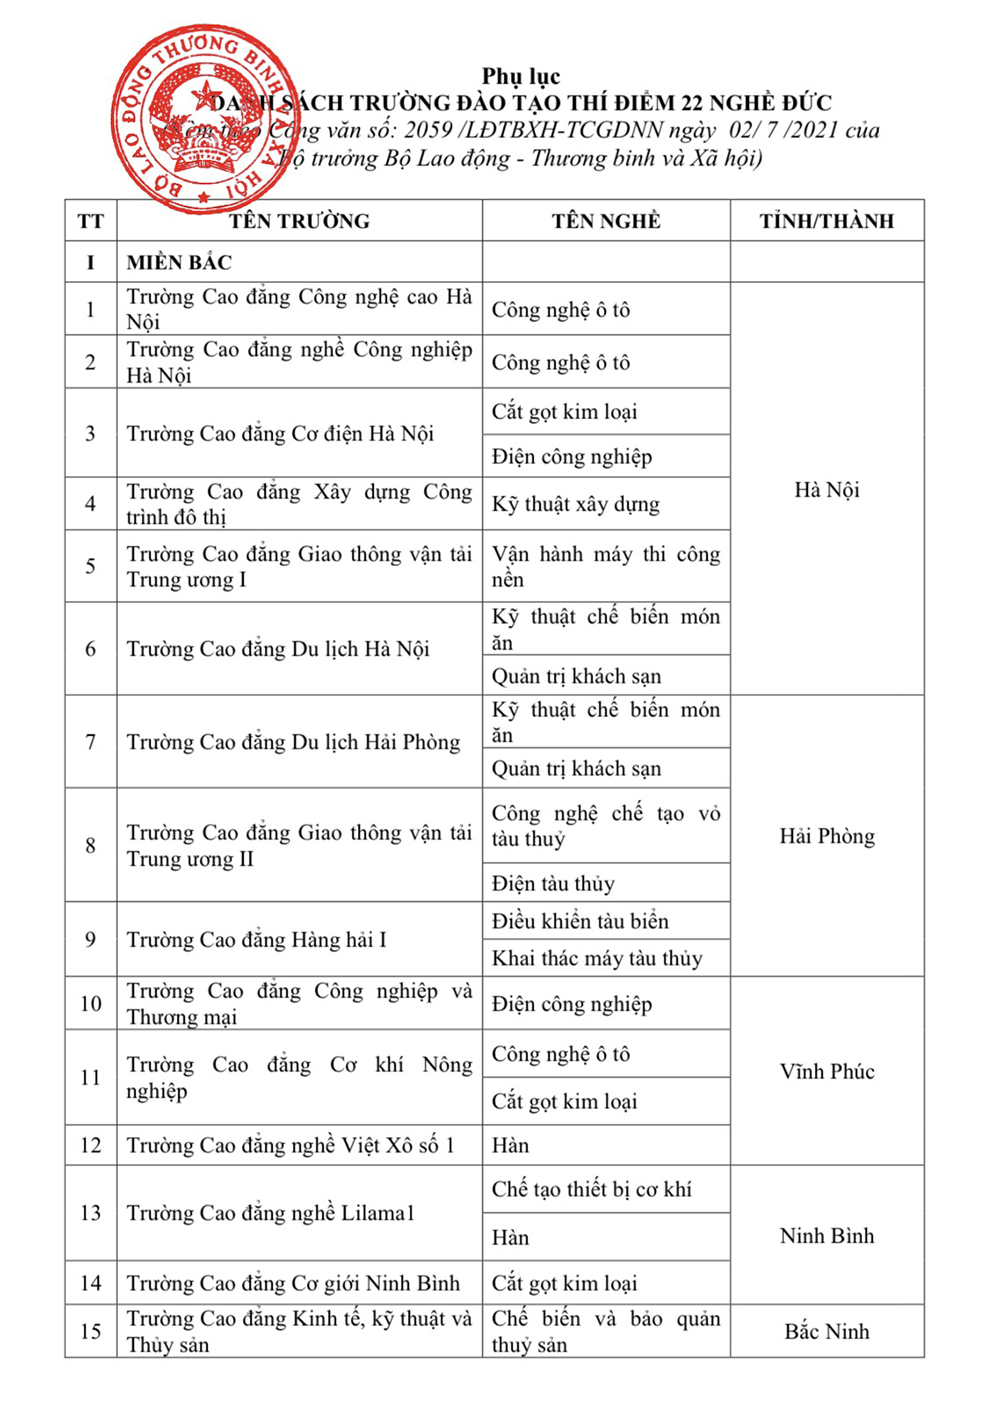 BỘ LAO ĐỘNG THƯƠNG BINH VÀ XÃ HỘI
Phụ lục
DANH SÁCH TRƯỜNG ĐÀO TẠO THÍ ĐIỂM 22 NGHỀ ĐỨC
(Kèm theo Công văn số: 2059 /LĐTBXH-TCGDNN ngày 02/ 7 /2021 của
Bộ trưởng Bộ Lao động - Thương binh và Xã hội)
TT TÊN TRƯỜNG TÊN NGHỀ TỈNH/THÀNH
I MIỀN BẮC
1 Trường Cao đẳng Công nghệ cao Hà
Nội
Công nghệ ô tô
2 Trường Cao đẳng nghề Công nghiệp
Hà Nội
Công nghệ ô tô
3 Trường Cao đẳng Cơ điện Hà Nội
Cắt gọt kim loại
Điện công nghiệp
Hà Nội
4 Trường Cao đẳng Xây dựng Công
trình đô thị
Kỹ thuật xây dựng
5 Trường Cao đẳng Giao thông vận tải
Trung ương I
Vận hành máy thi công
nền
6 Trường Cao đẳng Du lịch Hà Nội
Kỹ thuật chế biến món
ăn
Quản trị khách sạn
7 Trường Cao đẳng Du lịch Hải Phòng
Kỹ thuật chế biến món
ăn
Quản trị khách sạn
8 Trường Cao đẳng Giao thông vận tải
Trung ương II
Công nghệ chế tạo vỏ
tàu thuỷ
Điện tàu thủy
Hải Phòng
9 Trường Cao đẳng Hàng hải I
Điều khiển tàu biển
Khai thác máy tàu thủy
10 Trường Cao đẳng Công nghiệp và
Thương mại
Điện công nghiệp
11 Trường Cao đẳng Cơ khí Nông
nghiệp
Công nghệ ô tô
Cắt gọt kim loại
Vĩnh Phúc
12 Trường Cao đẳng nghề Việt Xô số 1 Hàn
13 Trường Cao đẳng nghề Lilama1
Chế tạo thiết bị cơ khí
Hàn
Ninh Bình
14 Trường Cao đẳng Cơ giới Ninh Bình Cắt gọt kim loại
15 Trường Cao đẳng Kinh tế, kỹ thuật và
Thủy sản
Chế biến và bảo quản
thuỷ sản
Bắc Ninh